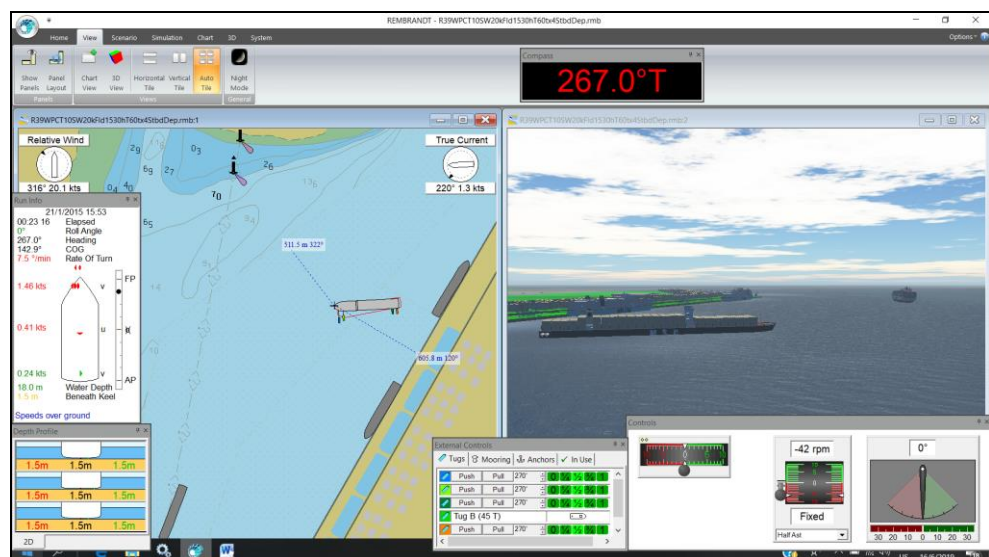 REMBRANDT - R39WPCT10SW20kFld1530hT60tx4StbdDep.rmb
Home View Scenario Simulation Chart 3D System
Options
Show Panels
Panel Layout
Chart View
3D View
Horizontal Tile
Vertical Tile
Auto Tile
Night Mode
Panels
Views
General
Compass
267.0°T
R39WPCT10SW20kFld1530hT60tx4StbdDep.rmb:1
R39WPCT10SW20kFld1530hT60tx4StbdDep.rmb:2
Relative Wind
316° 20.1 kts
True Current
220° 1.3 kts
511.5 m 322°
605.8 m 120°
Run Info
21/1/2015 15:53
00:23 16 Elapsed
0° Roll Angle
267.0° Heading
142.9° COG
7.5 °/min Rate Of Turn
FP
1.46 kts v
0.41 kts u
0.24 kts v
AP
18.0 m Water Depth
1.5 m Beneath Keel
Speeds over ground
Depth Profile
1.5m 1.5m 1.5m
1.5m 1.5m 1.5m
1.5m 1.5m 1.5m
2D
External Controls
Tugs Mooring Anchors In Use
Push Pull 270°
Push Pull 270°
Push Pull 270°
Tug B (45 T)
Push Pull 270°
Controls
-42 rpm
Fixed
Half Ast
0°
30 20 10 0 10 20 30